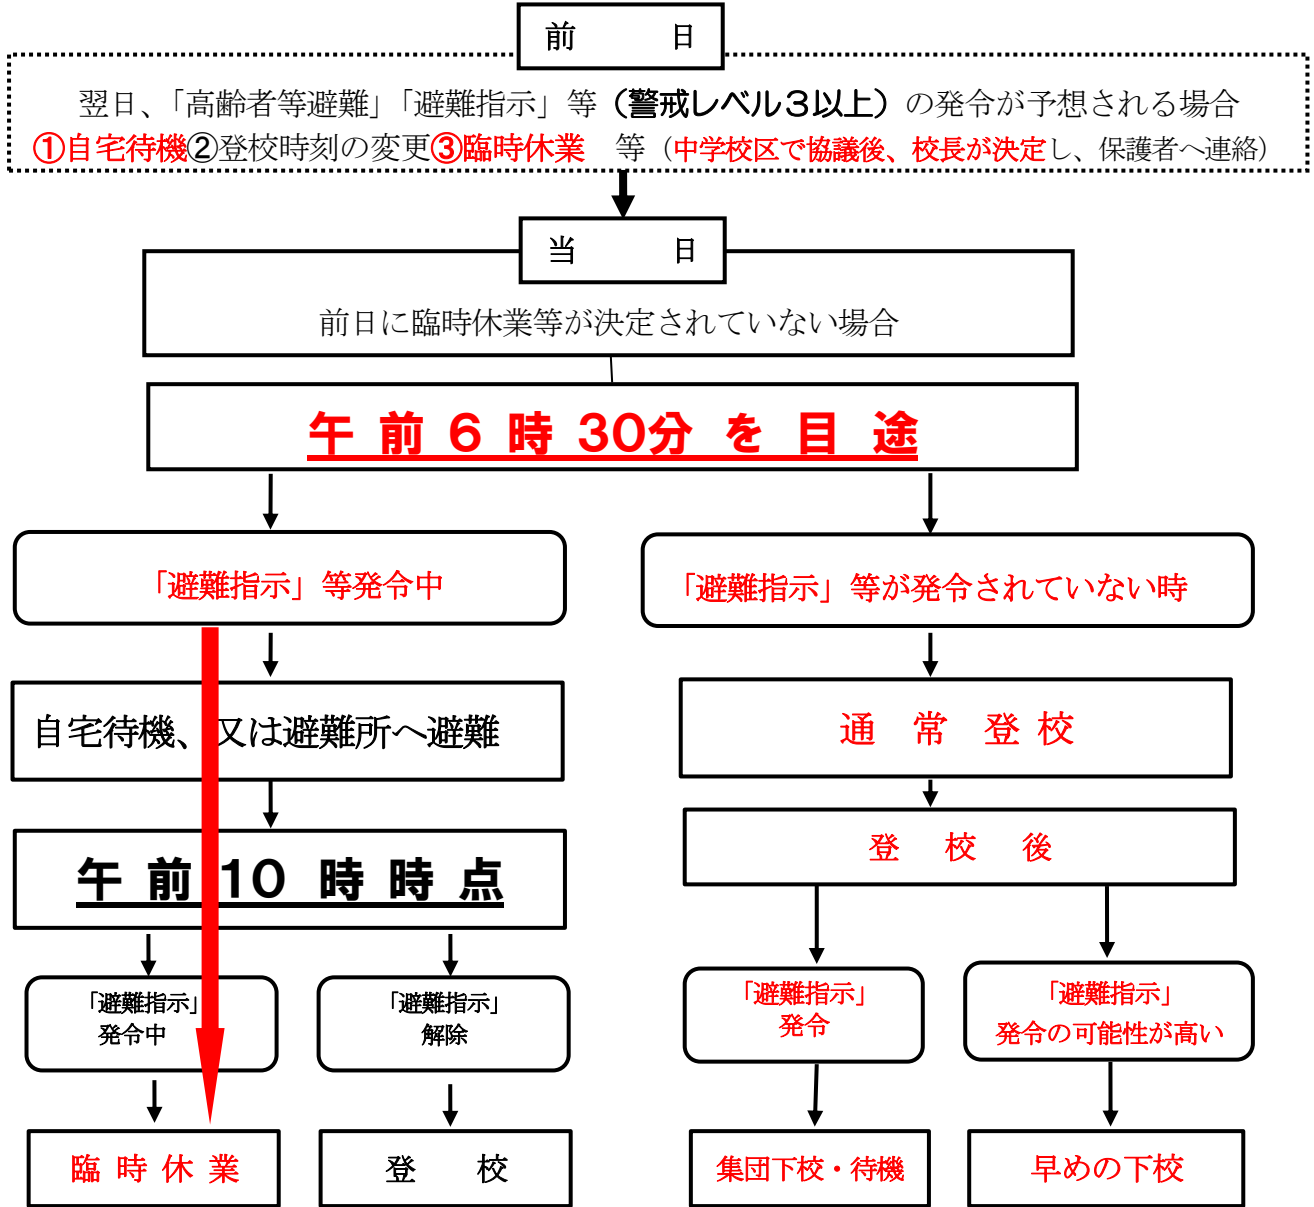 前　　　日
翌日、「高齢者等避難」「避難指示」等（警戒レベル３以上）の発令が予想される場合
①自宅待機②登校時刻の変更③臨時休業　等（中学校区で協議後、校長が決定し、保護者へ連絡）
当　　　日
前日に臨時休業等が決定されていない場合
午 前 ６ 時 30分 を 目 途
「避難指示」等発令中
「避難指示」等が発令されていない時
自宅待機、又は避難所へ避難
通 常 登 校
登 校 後
午 前 10 時 時 点
「避難指示」
発令中
「避難指示」
解除
「避難指示」
発令
「避難指示」
発令の可能性が高い
臨 時 休 業
登　　校
集団下校・待機
早めの下校